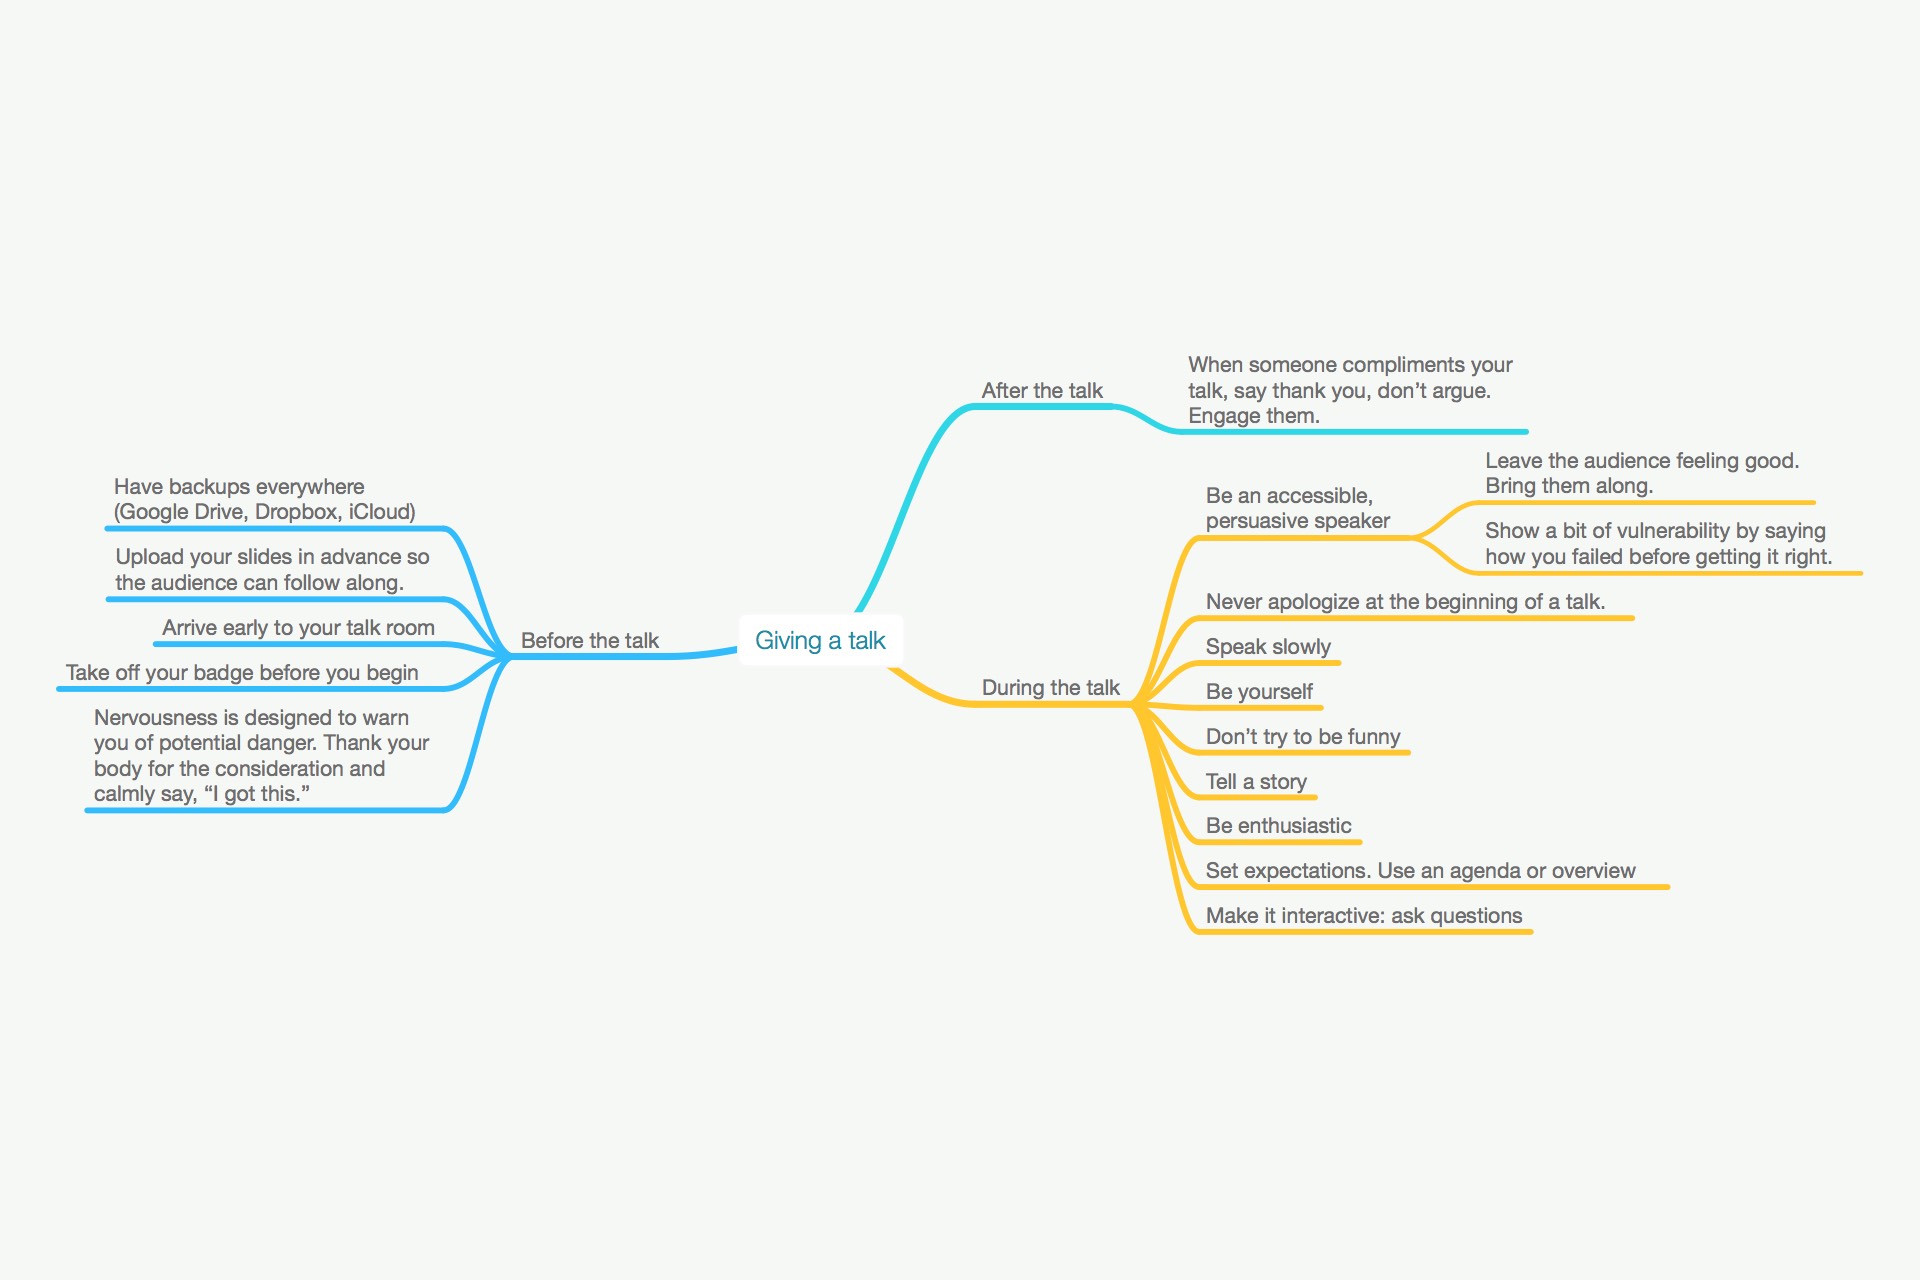 Giving a talk
Before the talk
Have backups everywhere
(Google Drive, Dropbox, iCloud)
Upload your slides in advance so
the audience can follow along.
Arrive early to your talk room
Take off your badge before you begin
Nervousness is designed to warn
you of potential danger. Thank your
body for the consideration and
calmly say, “I got this.”
After the talk
When someone compliments your
talk, say thank you, don’t argue.
Engage them.
During the talk
Be an accessible,
persuasive speaker
Leave the audience feeling good.
Bring them along.
Show a bit of vulnerability by saying
how you failed before getting it right.
Never apologize at the beginning of a talk.
Speak slowly
Be yourself
Don’t try to be funny
Tell a story
Be enthusiastic
Set expectations. Use an agenda or overview
Make it interactive: ask questions